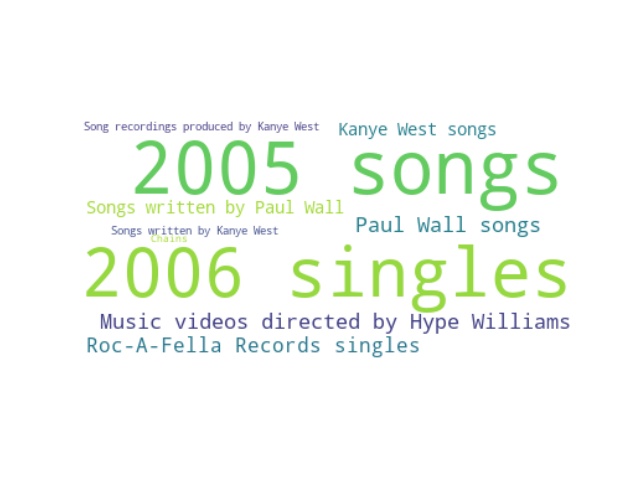 Song recordings produced by Kanye West
Kanye West songs
2005 songs
Songs written by Paul Wall
Paul Wall songs
Songs written by Kanye West
Chains
2006 singles
Music videos directed by Hype Williams
Roc-A-Fella Records singles